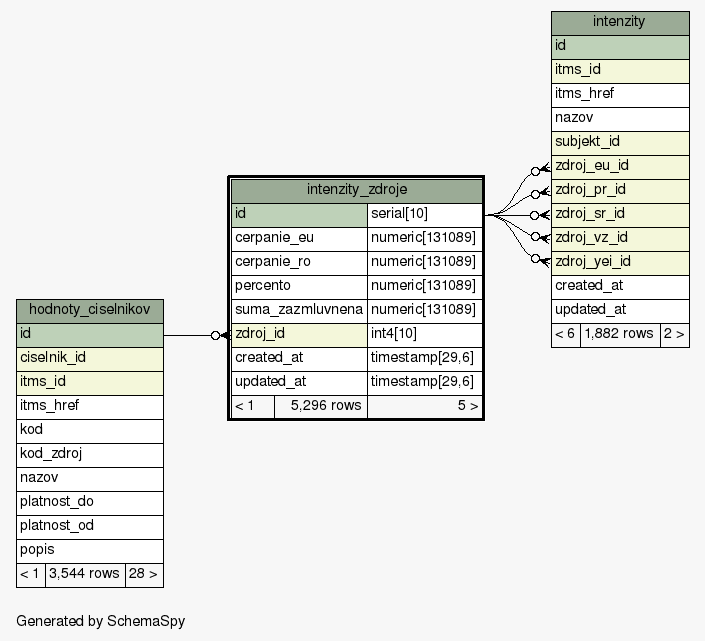 intenzity
id
itms_id
itms_href
nazov
subjekt_id
zdroj_eu_id
zdroj_pr_id
zdroj_sr_id
zdroj_vz_id
zdroj_yei_id
created_at
updated_at
< 6 1,882 rows 2 >
intenzity_zdroje
id serial[10]
cerpanie_eu numeric[131089]
cerpanie_ro numeric[131089]
percento numeric[131089]
suma_zazmluvnena numeric[131089]
zdroj_id int4[10]
created_at timestamp[29,6]
updated_at timestamp[29,6]
< 1 5,296 rows 5 >
hodnoty_ciselnikov
id
ciselnik_id
itms_id
itms_href
kod
kod_zdroj
nazov
platnost_do
platnost_od
popis
< 1 3,544 rows 28 >
Generated by SchemaSpy